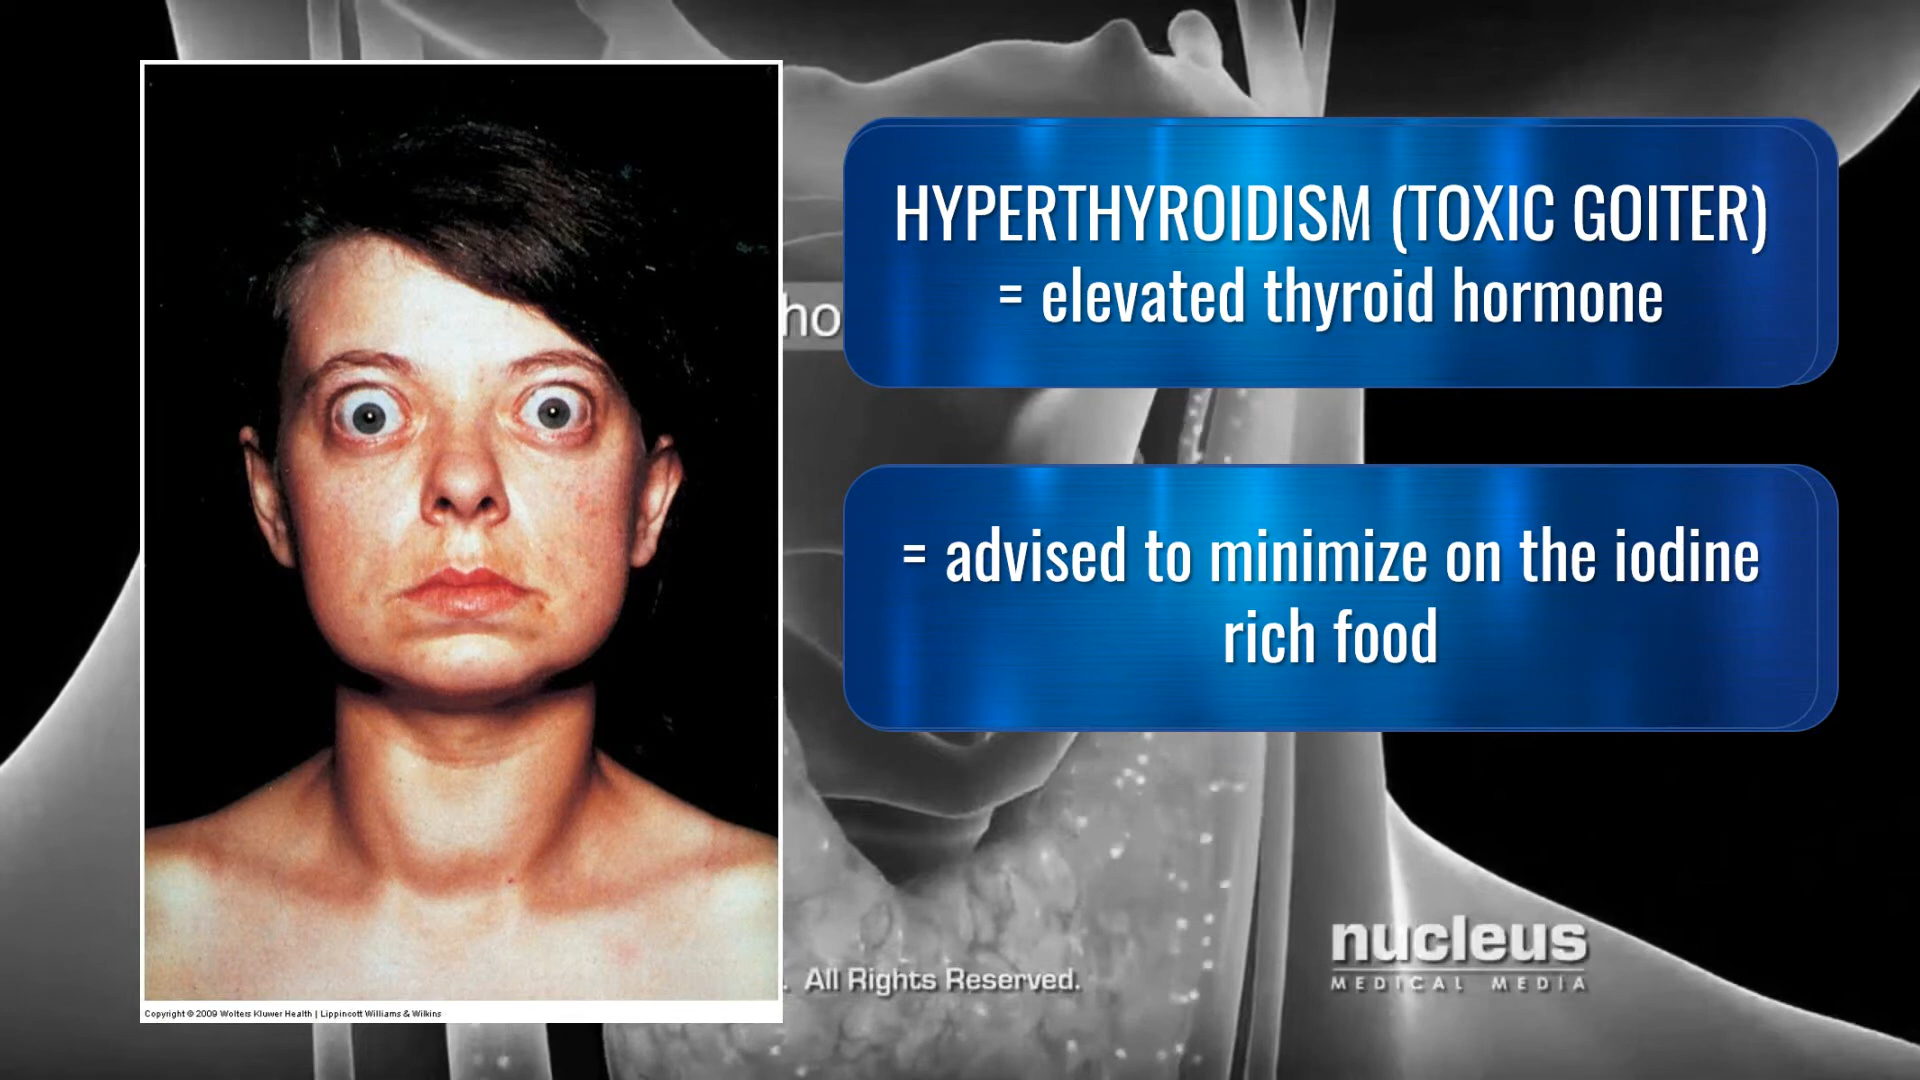 HYPERTHYROIDISM (TOXIC GOITER)
= elevated thyroid hormone
ho
= advised to minimize on the iodine
rich food
. All Rights Reserved.
nucleus
MEDICAL MEDIA
Copyright © 2009 Wolters Kluwer Health | Lippincott Williams & Wilkins